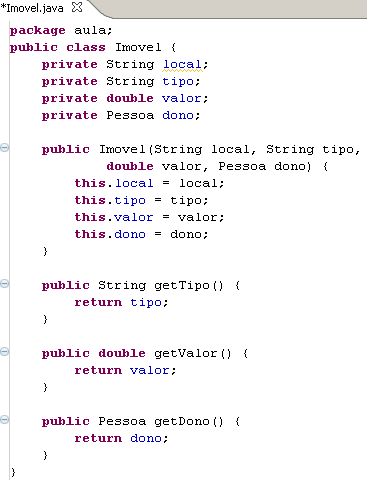 *Imovel.java
package aula;
public class Imovel {
    private String local;
    private String tipo;
    private double valor;
    private Pessoa dono;

    public Imovel(String local, String tipo,
            double valor, Pessoa dono) {
        this.local = local;
        this.tipo = tipo;
        this.valor = valor;
        this.dono = dono;
    }

    public String getTipo() {
        return tipo;
    }

    public double getValor() {
        return valor;
    }

    public Pessoa getDono() {
        return dono;
    }
}